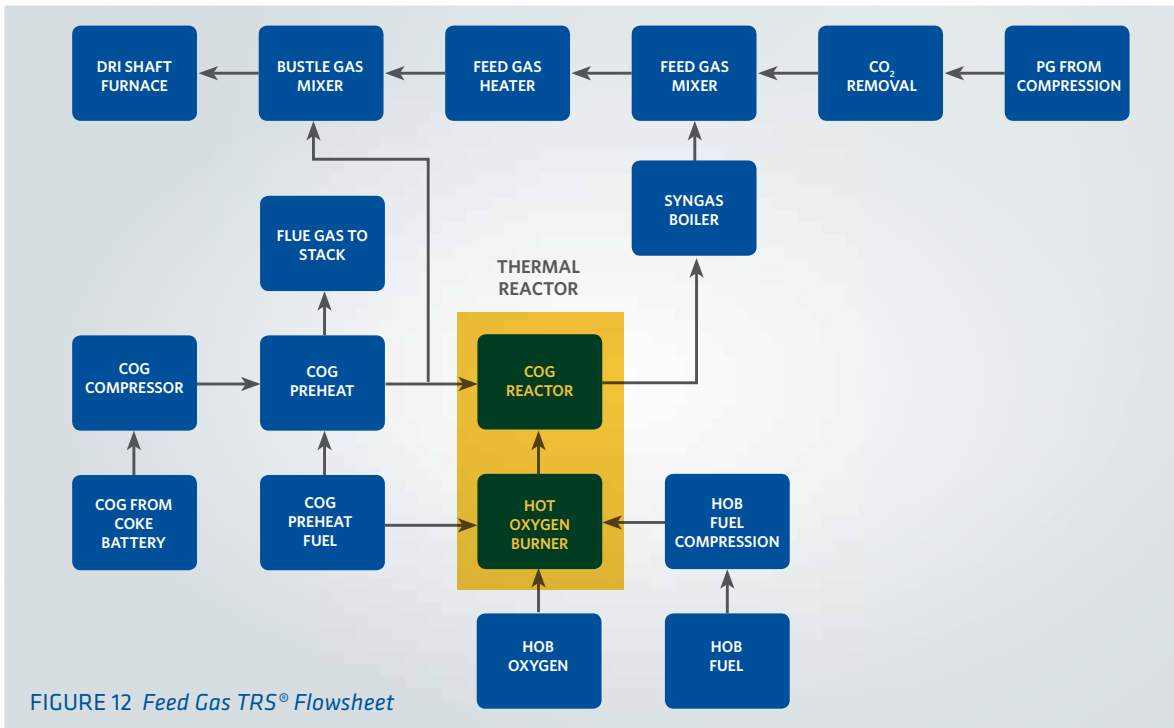 DRI SHAFT
FURNACE
BUSTLE GAS
MIXER
FEED GAS
HEATER
FEED GAS
MIXER
CO₂
REMOVAL
PG FROM
COMPRESSION
SYNGAS
BOILER
FLUE GAS TO
STACK
THERMAL
REACTOR
COG
COMPRESSOR
COG
PREHEAT
COG
REACTOR
COG FROM
COKE
BATTERY
COG
PREHEAT
FUEL
HOT
OXYGEN
BURNER
HOB
FUEL
COMPRESSION
HOB
OXYGEN
HOB
FUEL
FIGURE 12 Feed Gas TRS® Flowsheet